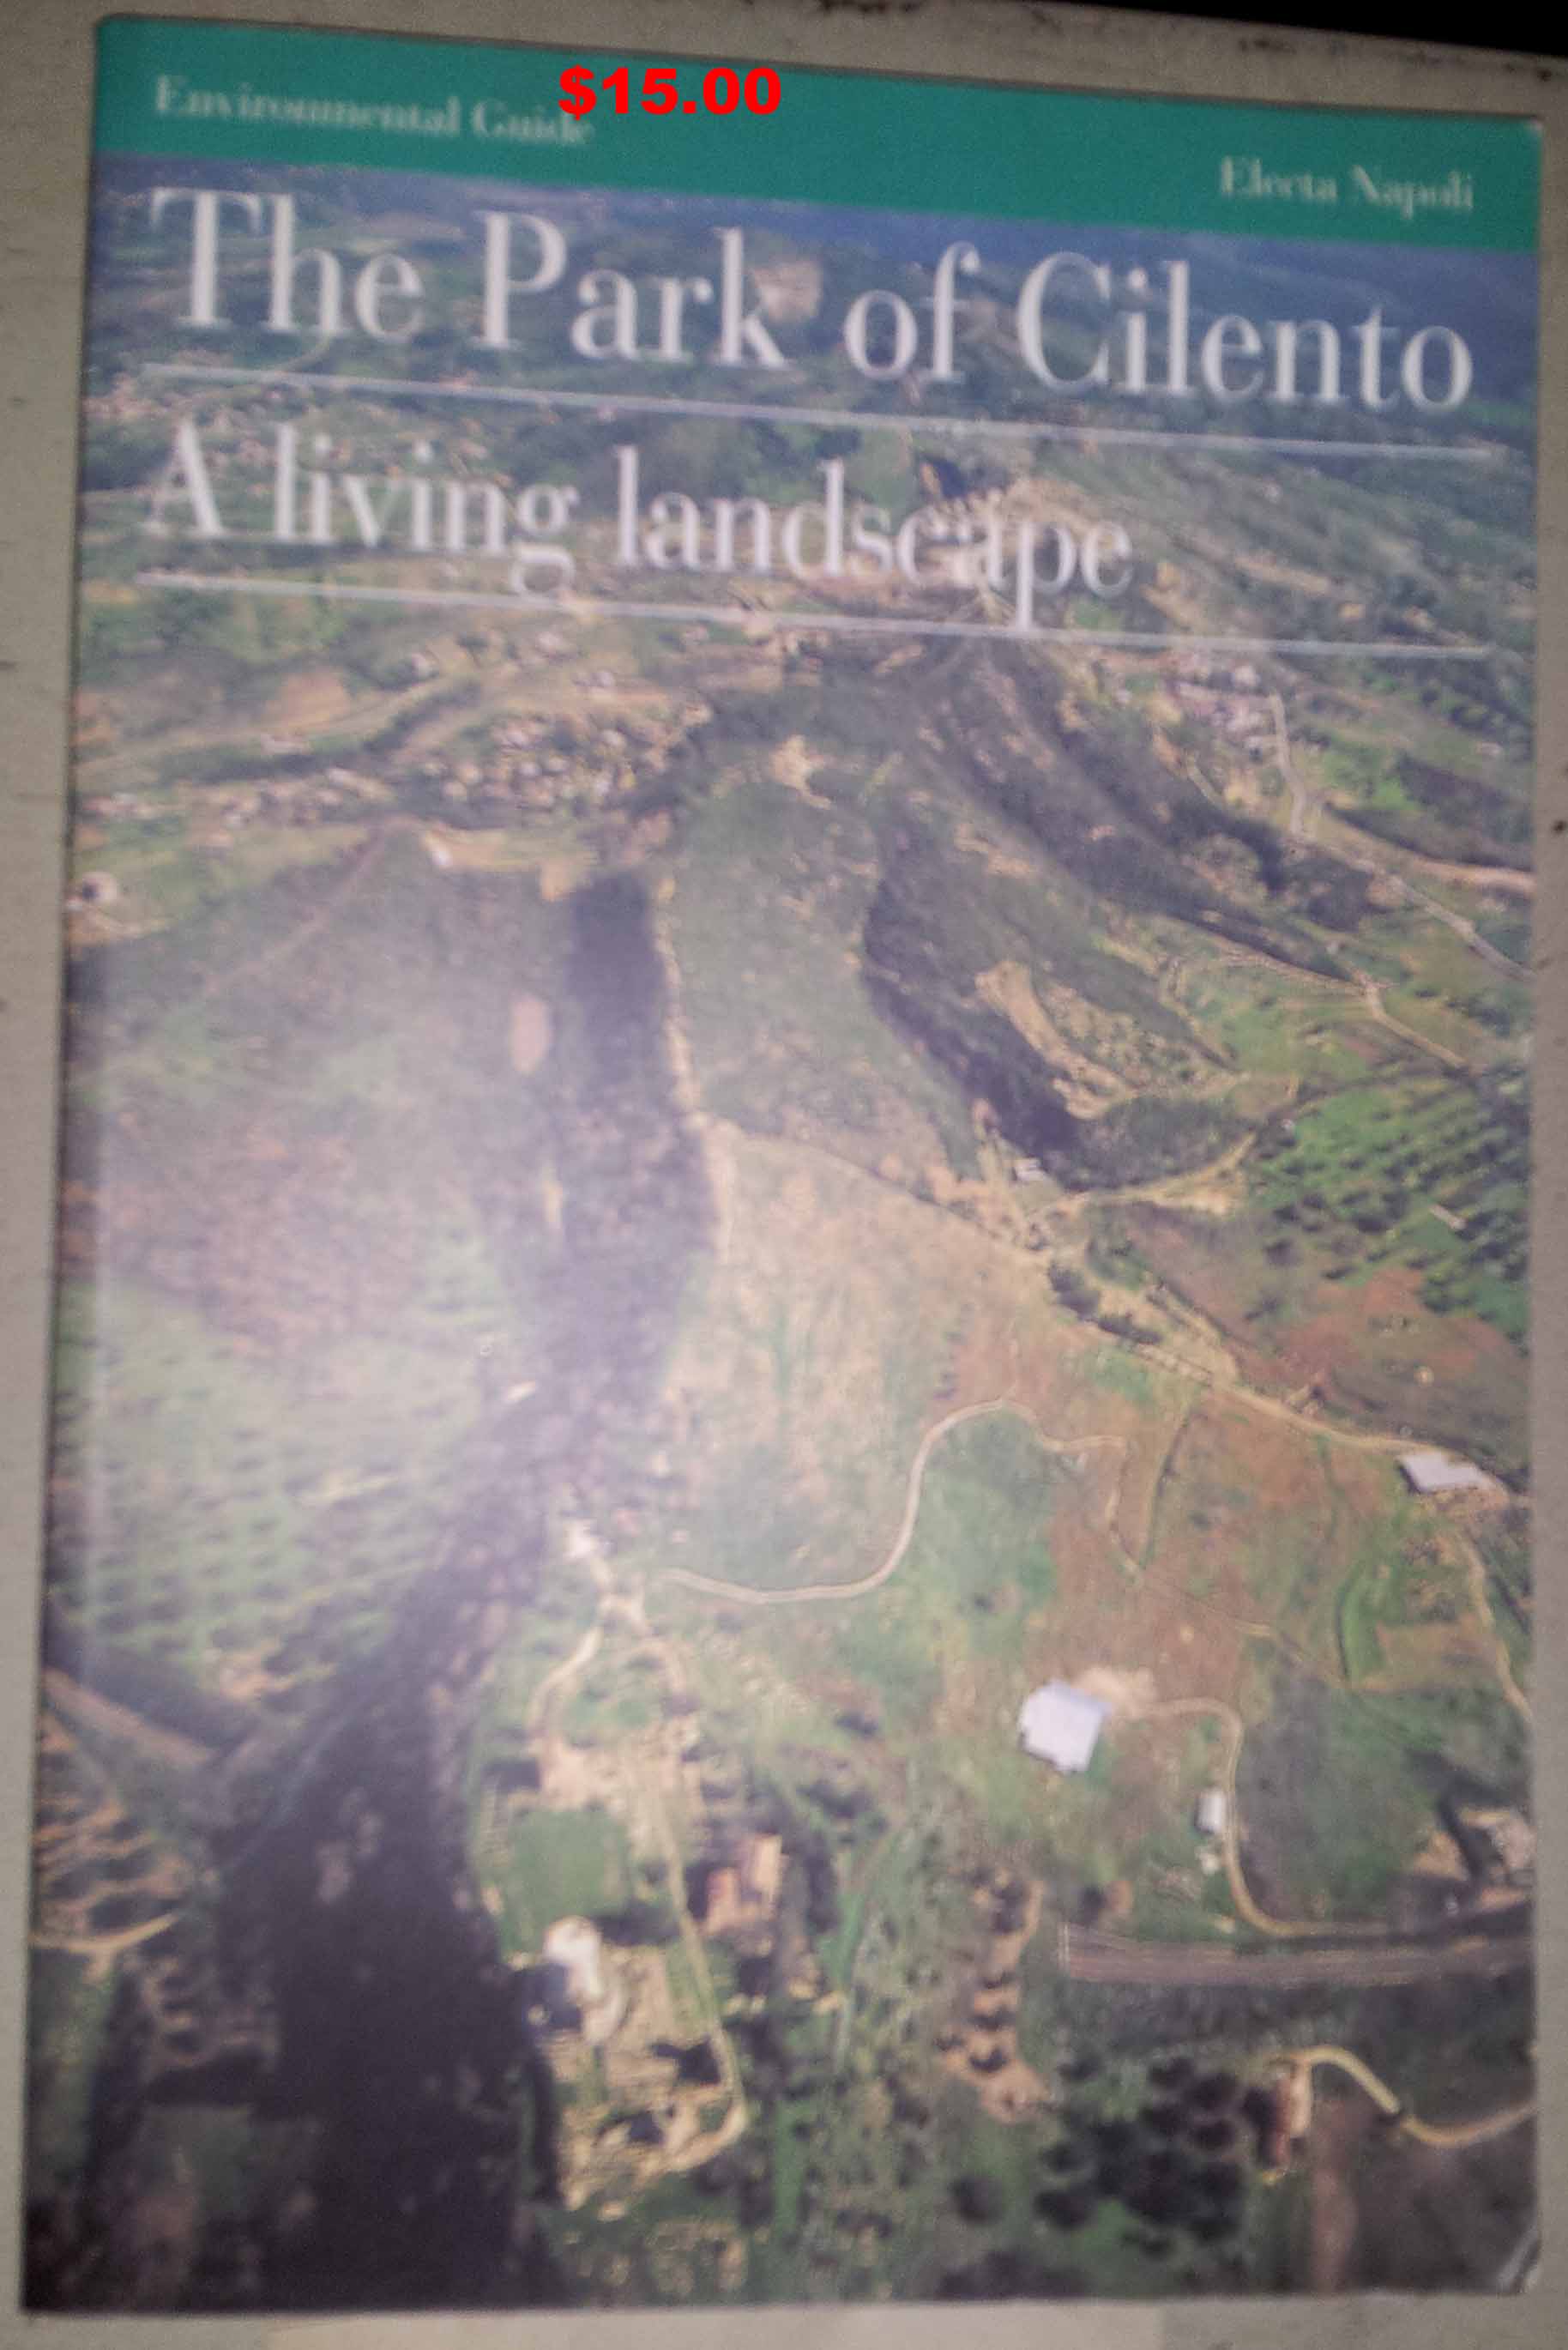 $15.00
Environmental Guide
Electa Napoli
The Park of Cilento
A living landscape